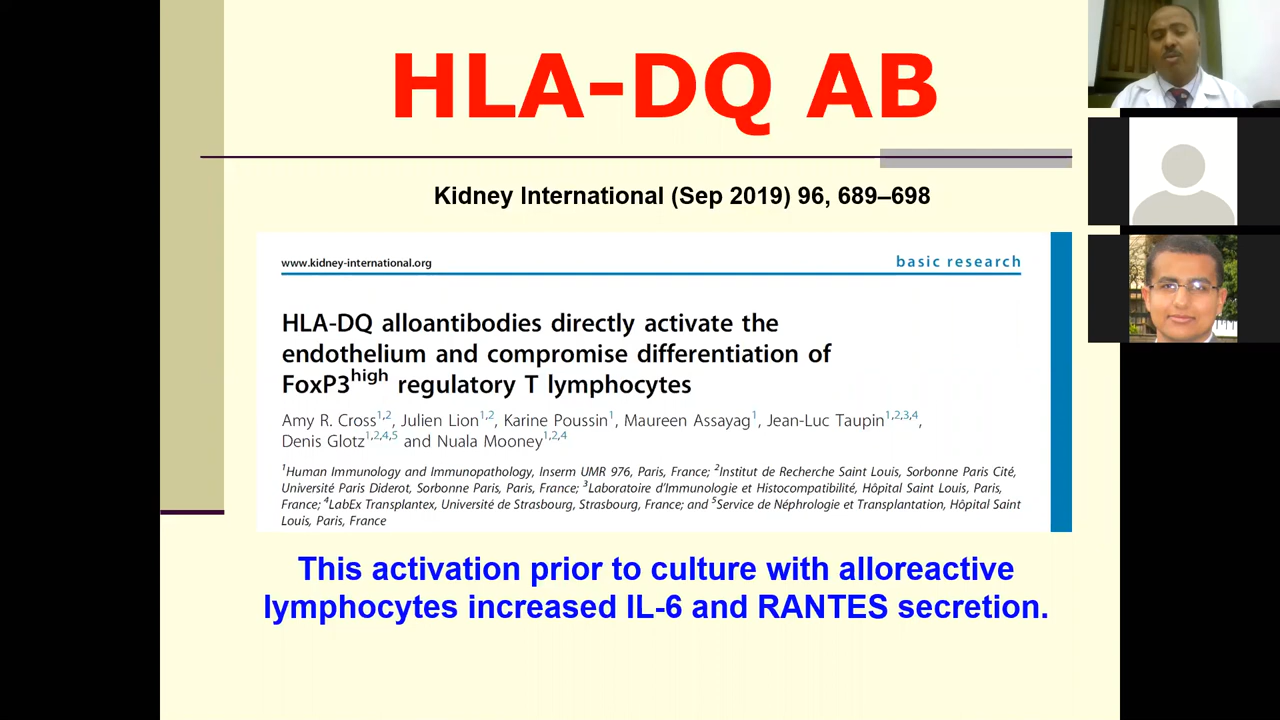 HLA-DQ AB
Kidney International (Sep 2019) 96, 689–698
www.kidney-international.org
basic research
HLA-DQ alloantibodies directly activate the
endothelium and compromise differentiation of
FoxP3high regulatory T lymphocytes
Amy R. Cross1,2, Julien Lion1,2, Karine Poussin1, Maureen Assayag1, Jean-Luc Taupin1,2,3,4,
Denis Glotz1,2,4,5 and Nuala Mooney1,2,4
1Human Immunology and Immunopathology, Inserm UMR 976, Paris, France; 2Institut de Recherche Saint Louis, Sorbonne Paris Cité,
Université Paris Diderot, Sorbonne Paris, Paris, France; 3Laboratoire d'Immunologie et Histocompatibilité, Hôpital Saint Louis, Paris,
France; 4LabEx Transplantex, Université de Strasbourg, Strasbourg, France; and 5Service de Néphrologie et Transplantation, Hôpital Saint
Louis, Paris, France
This activation prior to culture with alloreactive
lymphocytes increased IL-6 and RANTES secretion.